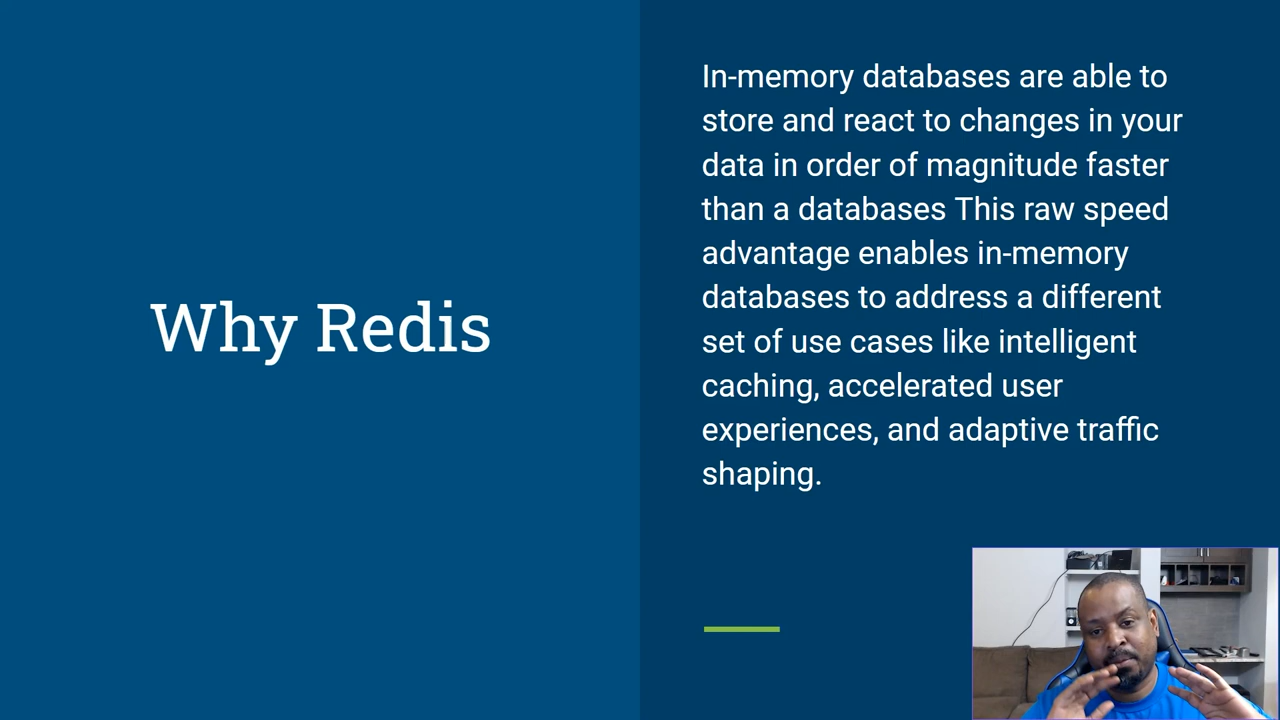 Why Redis
In-memory databases are able to
store and react to changes in your
data in order of magnitude faster
than a databases This raw speed
advantage enables in-memory
databases to address a different
set of use cases like intelligent
caching, accelerated user
experiences, and adaptive traffic
shaping.